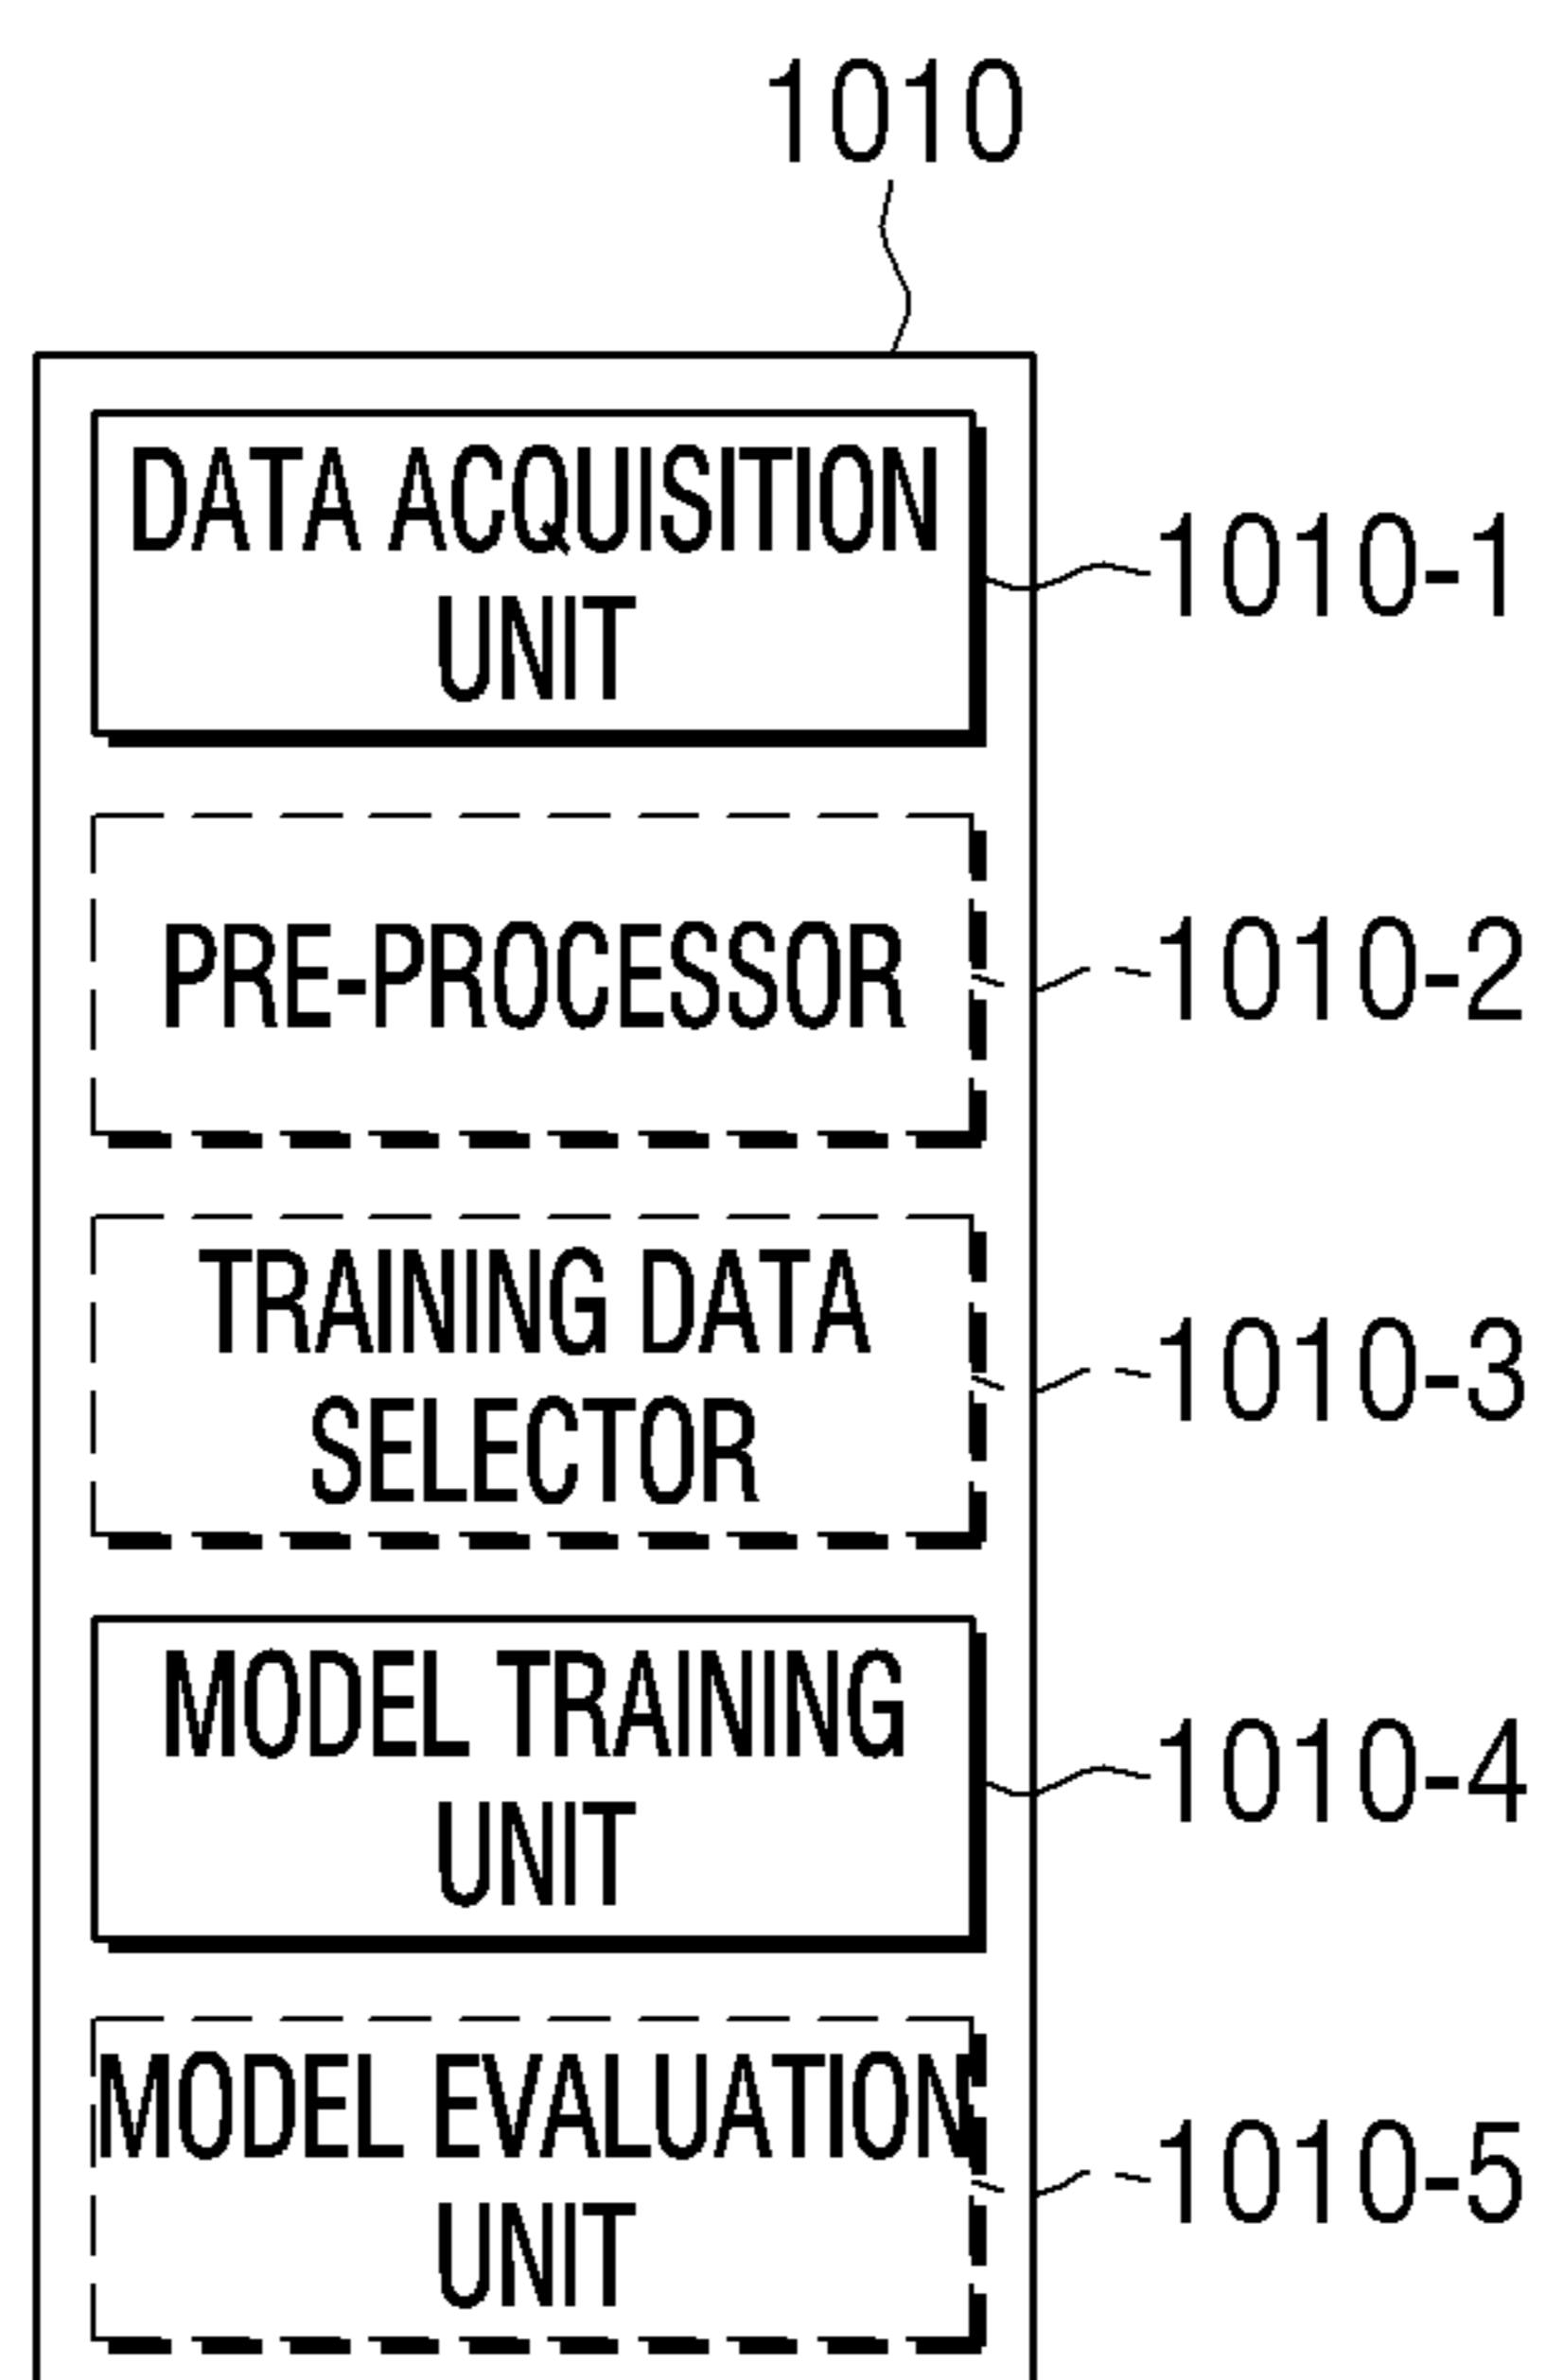 1010
DATA ACQUISITION
UNIT
1010-1
PRE-PROCESSOR
1010-2
TRAINING DATA
SELECTOR
1010-3
MODEL TRAINING
UNIT
1010-4
MODEL EVALUATION
UNIT
1010-5